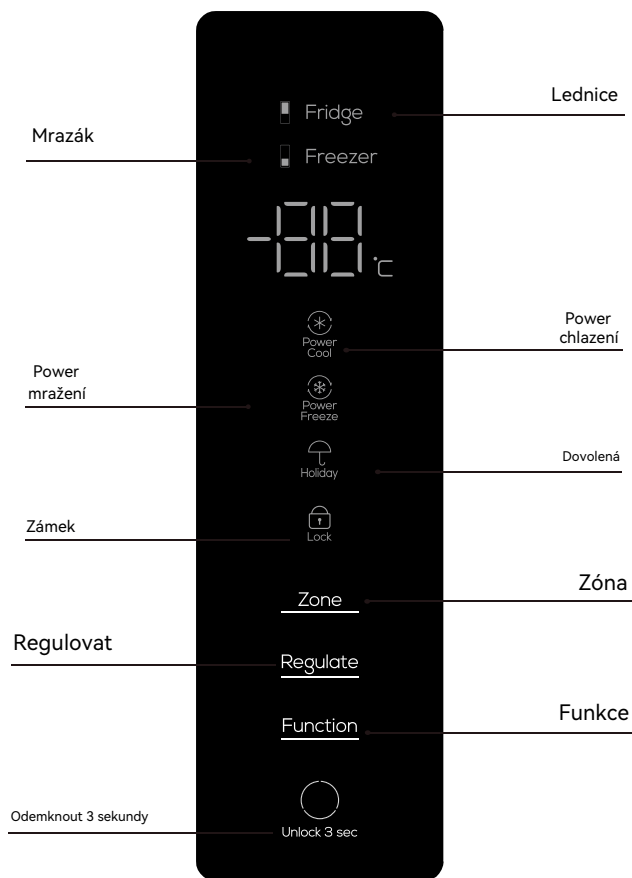 Lednice
Fridge
Mrazák
Freezer
-88 °C
Power
chlazení
Power
Cool
Power
mražení
Power
Freeze
Dovolená
Holiday
Zámek
Lock
Zóna
Zone
Regulovat
Regulate
Funkce
Function
Odemknout 3 sekundy
Unlock 3 sec